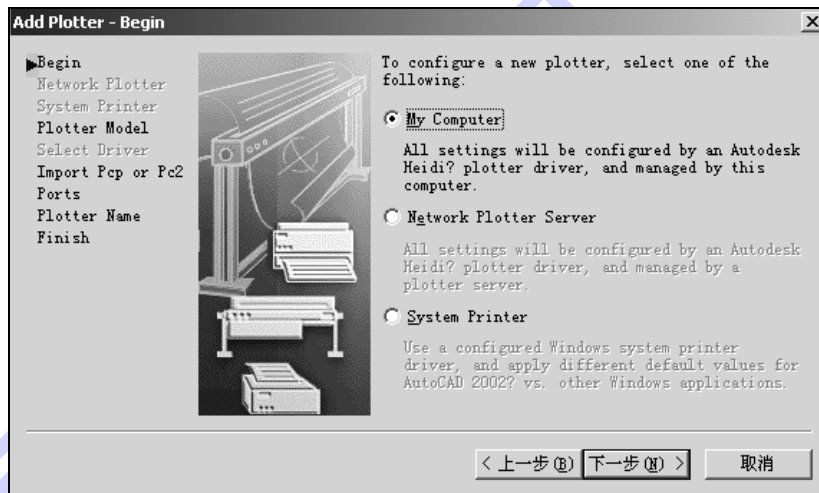 Add Plotter - Begin
Begin
Network Plotter
System Printer
Plotter Model
Select Driver
Import Pcp or Pc2
Ports
Plotter Name
Finish
To configure a new plotter, select one of the
following:
My Computer
All settings will be configured by an Autodesk
Heidi? plotter driver, and managed by this
computer.
Network Plotter Server
All settings will be configured by an Autodesk
Heidi? plotter driver, and managed by a
plotter server.
System Printer
Use a configured Windows system printer
driver, and apply different default values for
AutoCAD 2002? vs. other Windows applications.
< 上一步(B) 下一步(N) > 取消